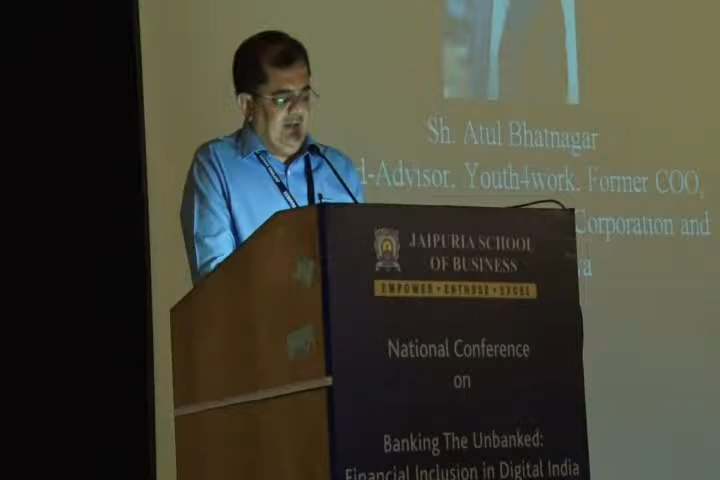 Sh. Atul Bhatnagar
d-Advisor, Youth4work, Former COO,
Corporation and
JAIPURIA SCHOOL
OF BUSINESS
EMPOWER • ENTHUSE • EXCEL
National Conference
on
Banking The Unbanked:
Financial Inclusion in Digital India